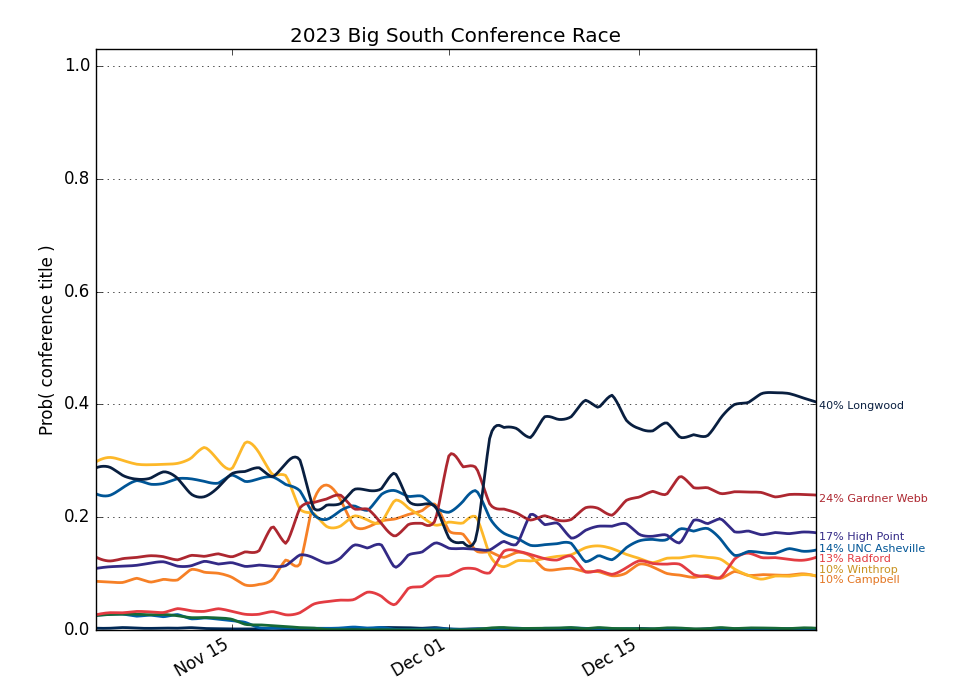 2023 Big South Conference Race
Prob( conference title )
1.0
0.8
0.6
0.4
0.2
0.0
Nov 15
Dec 01
Dec 15
40% Longwood
24% Gardner Webb
17% High Point
14% UNC Asheville
13% Radford
10% Winthrop
10% Campbell